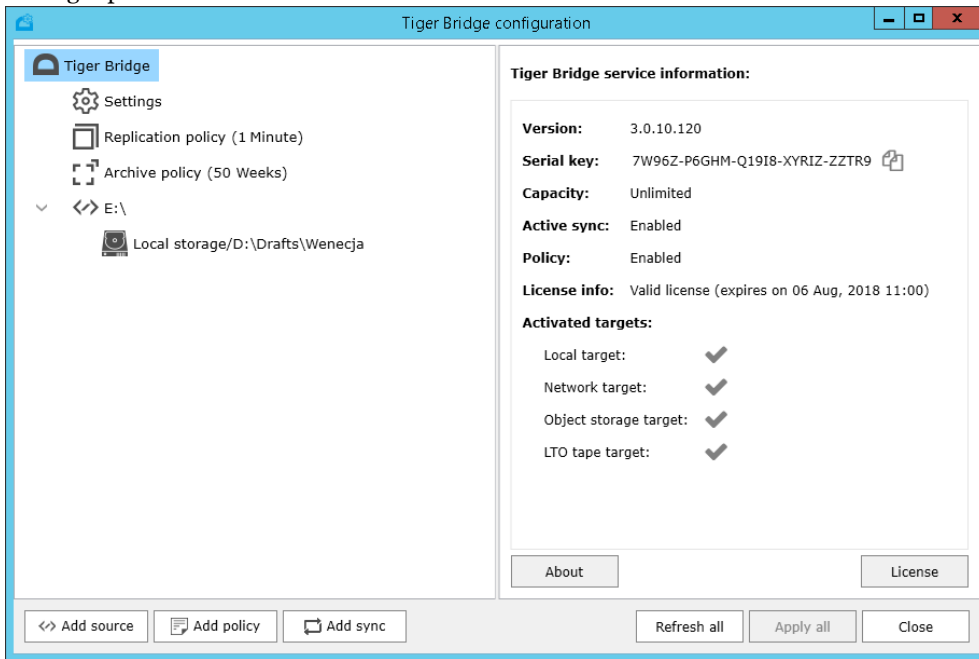 Tiger Bridge configuration
Tiger Bridge
Settings
Replication policy (1 Minute)
Archive policy (50 Weeks)
E:\
Local storage/D:\Drafts\Wenecja
Tiger Bridge service information:
Version: 3.0.10.120
Serial key: 7W96Z-P6GHM-Q19I8-XYRIZ-ZZTR9
Capacity: Unlimited
Active sync: Enabled
Policy: Enabled
License info: Valid license (expires on 06 Aug, 2018 11:00)
Activated targets:
Local target:
Network target:
Object storage target:
LTO tape target:
About
License
Add source
Add policy
Add sync
Refresh all
Apply all
Close